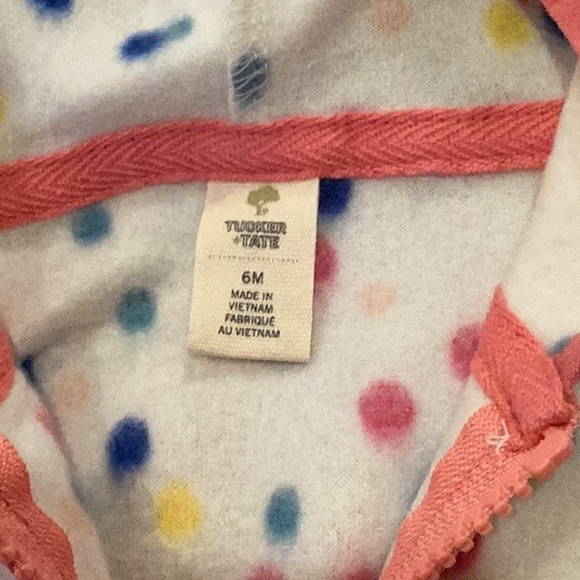 TUCKER
+TATE
6M
MADE IN
VIETNAM
FABRIQUÉ
AU VIETNAM